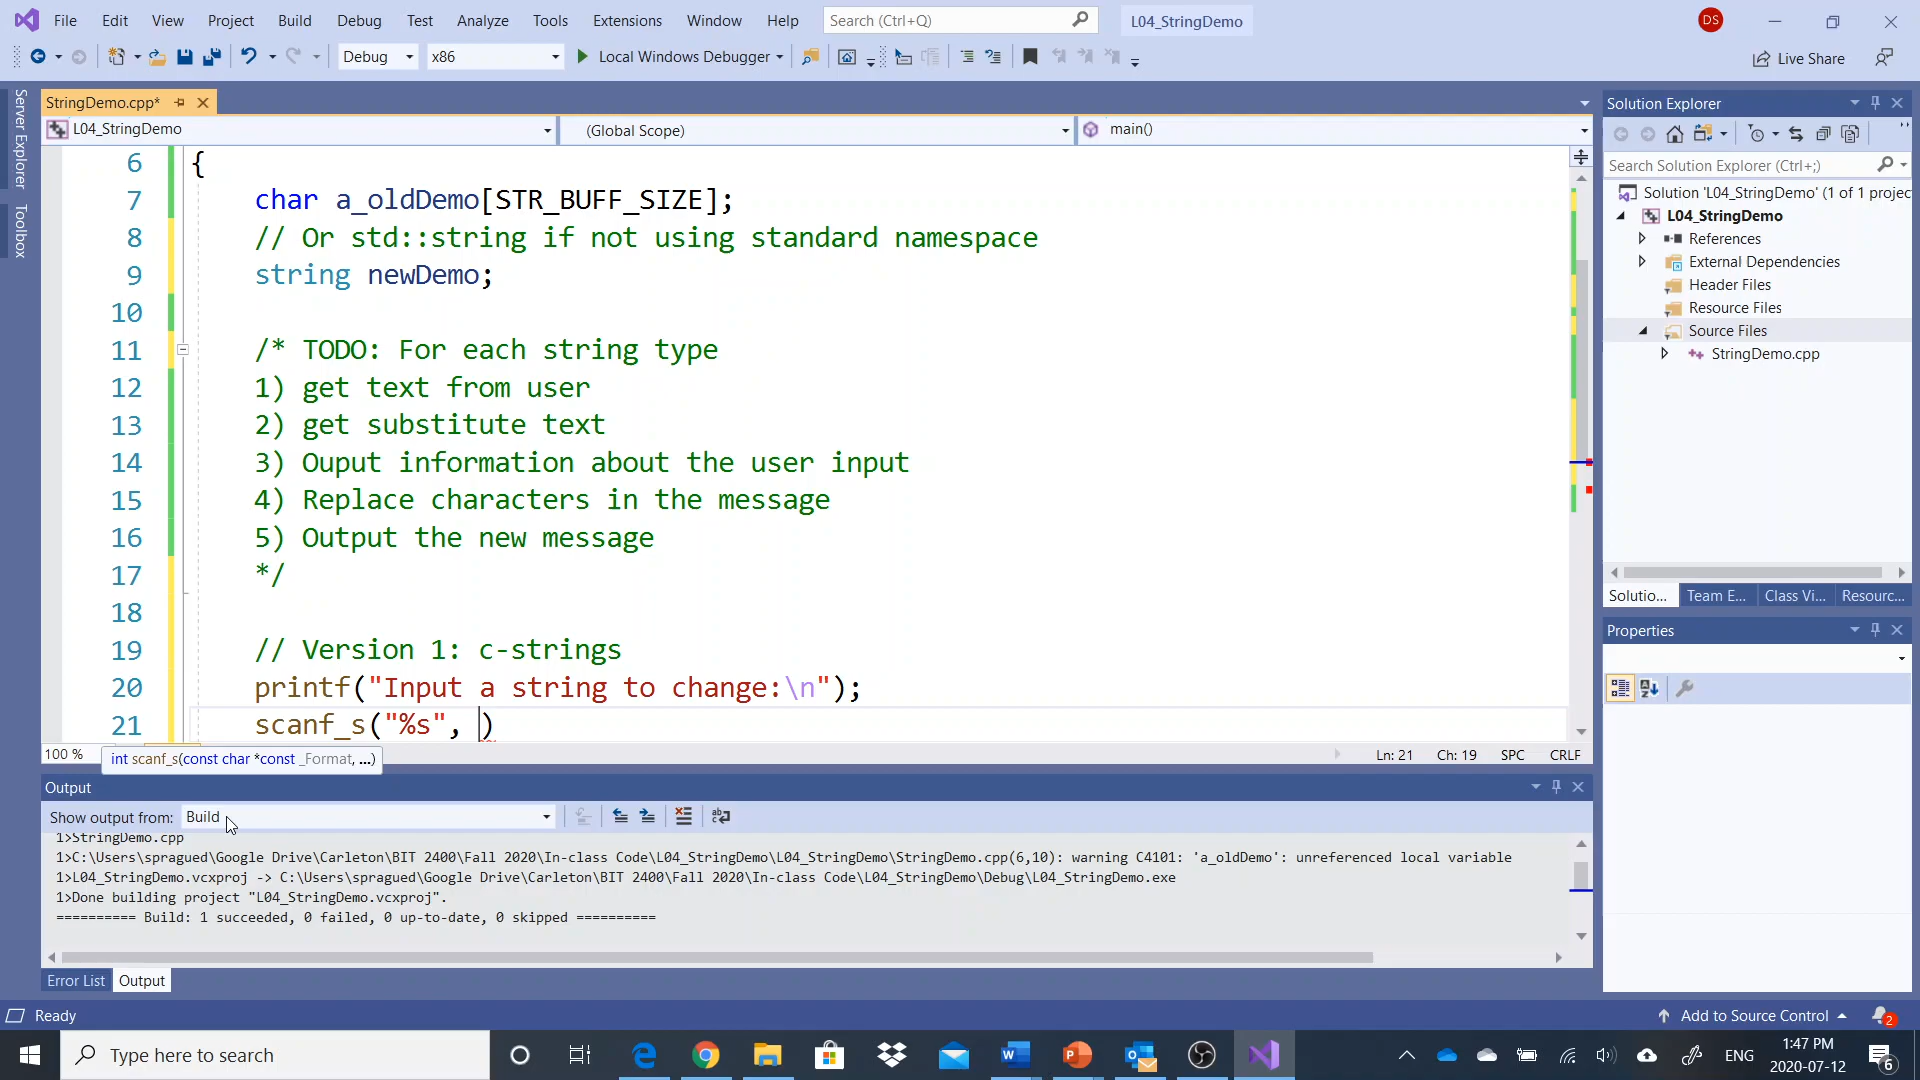 File Edit View Project Build Debug Test Analyze Tools Extensions Window Help Search (Ctrl+Q) L04_StringDemo DS
Debug x86 Local Windows Debugger Live Share
Server Explorer
Toolbox
StringDemo.cpp*
L04_StringDemo (Global Scope) main()
6 {
7 char a_oldDemo[STR_BUFF_SIZE];
8 // Or std::string if not using standard namespace
9 string newDemo;
10
11 /* TODO: For each string type
12 1) get text from user
13 2) get substitute text
14 3) Ouput information about the user input
15 4) Replace characters in the message
16 5) Output the new message
17 */
18
19 // Version 1: c-strings
20 printf("Input a string to change:\n");
21 scanf_s("%s", )
100 % Ln: 21 Ch: 19 SPC CRLF
int scanf_s(const char *const _Format, ...)
Output
Show output from: Build
1>StringDemo.cpp
1>C:\Users\spragued\Google Drive\Carleton\BIT 2400\Fall 2020\In-class Code\L04_StringDemo\L04_StringDemo\StringDemo.cpp(6,10): warning C4101: 'a_oldDemo': unreferenced local variable
1>L04_StringDemo.vcxproj -> C:\Users\spragued\Google Drive\Carleton\BIT 2400\Fall 2020\In-class Code\L04_StringDemo\Debug\L04_StringDemo.exe
1>Done building project "L04_StringDemo.vcxproj".
========== Build: 1 succeeded, 0 failed, 0 up-to-date, 0 skipped ==========
Error List Output
Solution Explorer
Search Solution Explorer (Ctrl+;)
Solution 'L04_StringDemo' (1 of 1 projec
L04_StringDemo
References
External Dependencies
Header Files
Resource Files
Source Files
StringDemo.cpp
Solutio... Team E... Class Vi... Resourc...
Properties
Ready Add to Source Control 2
Type here to search ENG 1:47 PM
2020-07-12 6